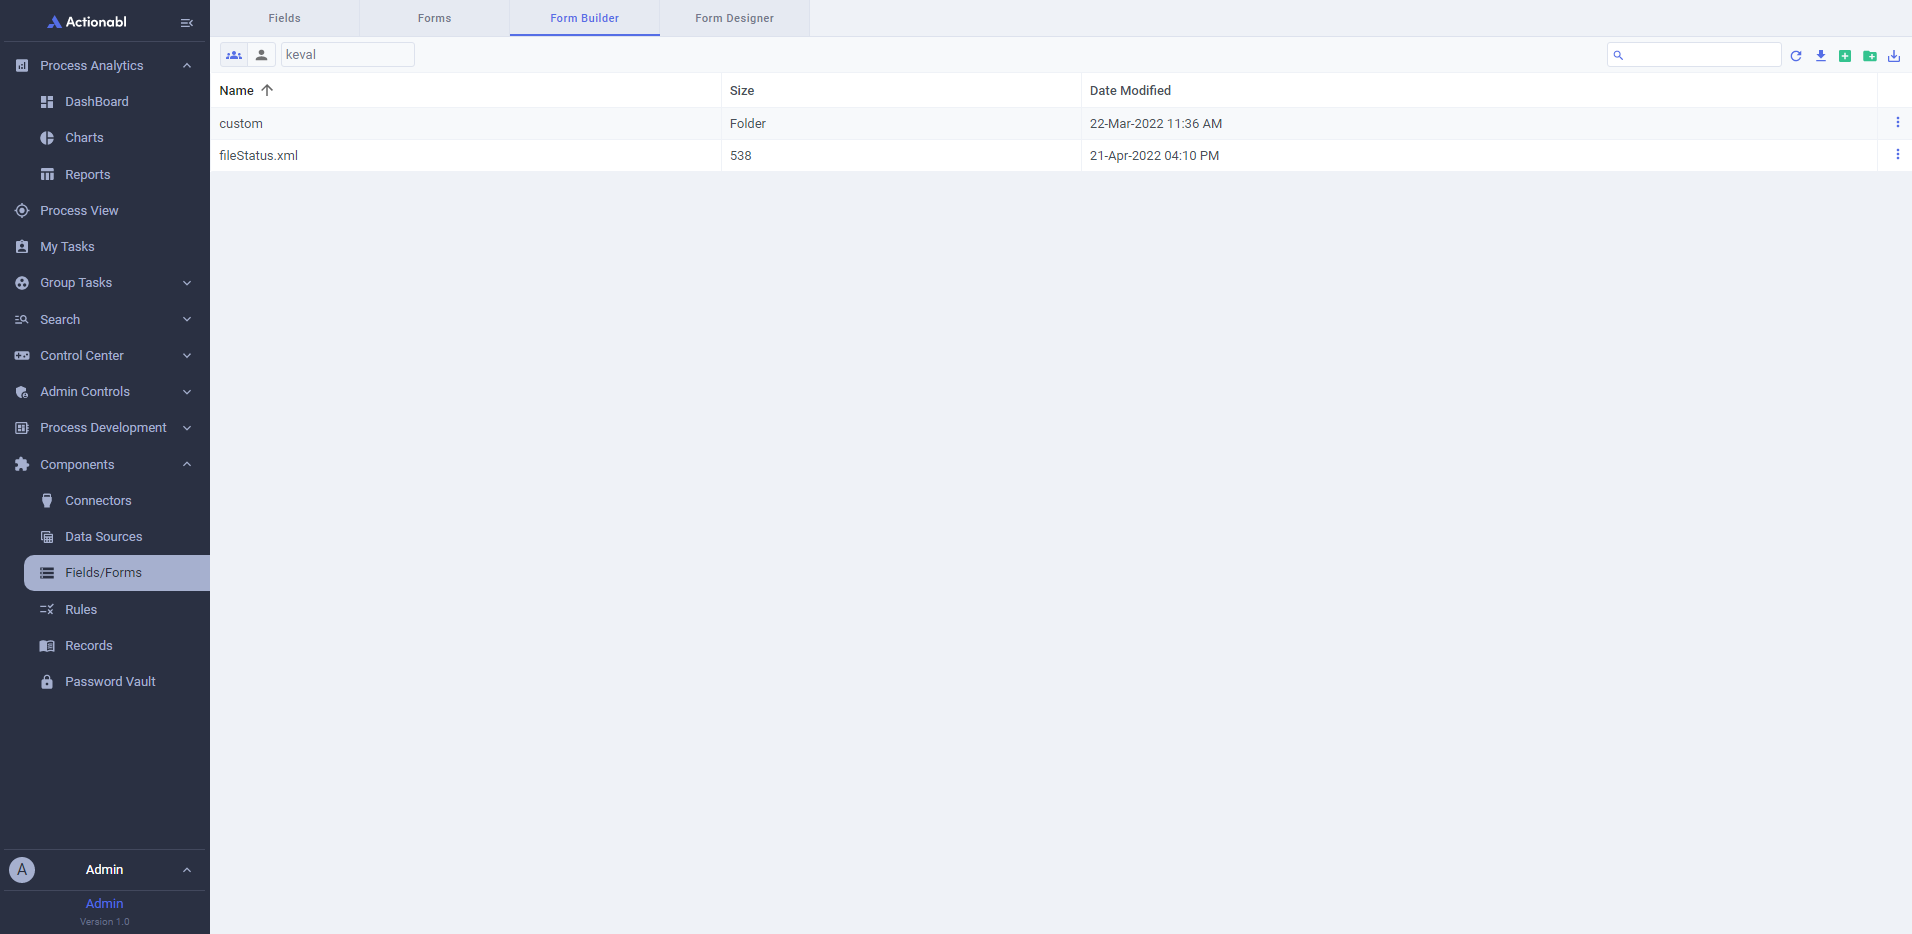 Actionabl
Process Analytics
DashBoard
Charts
Reports
Process View
My Tasks
Group Tasks
Search
Control Center
Admin Controls
Process Development
Components
Connectors
Data Sources
Fields/Forms
Rules
Records
Password Vault
A Admin
Admin
Version 1.0
Fields Forms Form Builder Form Designer
keval
Name Size Date Modified
custom Folder 22-Mar-2022 11:36 AM
fileStatus.xml 538 21-Apr-2022 04:10 PM